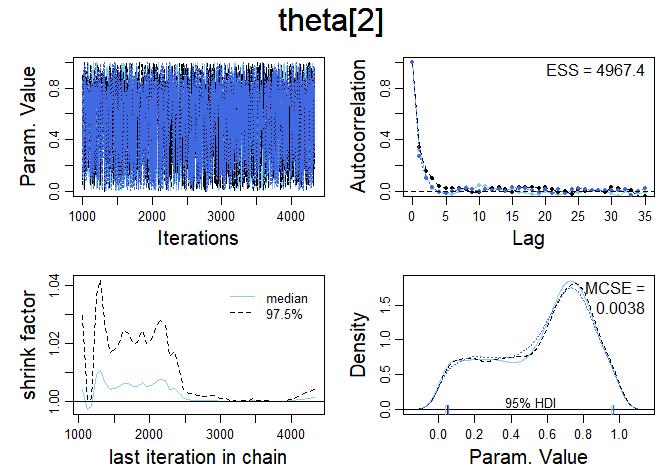 theta[2]
Param. Value
0.0 0.4 0.8
1000 2000 3000 4000
Iterations
Autocorrelation
0.0 0.4 0.8
ESS = 4967.4
0 5 10 15 20 25 30 35
Lag
shrink factor
1.00 1.02 1.04
median
97.5%
1000 2000 3000 4000
last iteration in chain
Density
0.0 0.5 1.0 1.5
MCSE =
0.0038
95% HDI
0.0 0.2 0.4 0.6 0.8 1.0
Param. Value